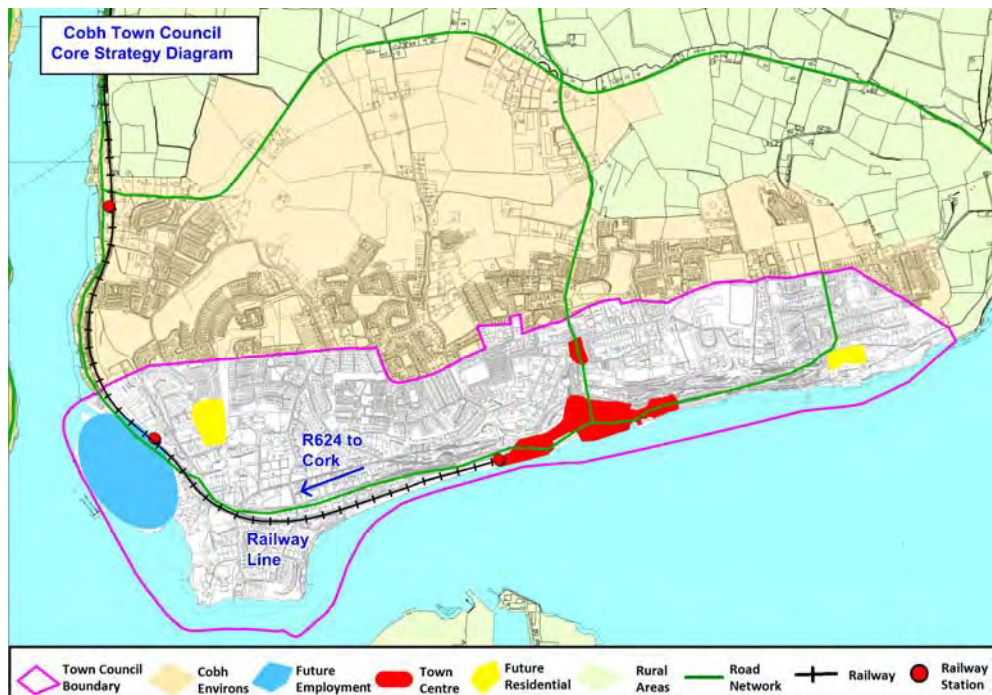 Cobh Town Council
Core Strategy Diagram
R624 to
Cork
Railway
Line
Town Council
Boundary
Cobh
Environs
Future
Employment
Town
Centre
Future
Residential
Rural
Areas
Road
Network
Railway
Railway
Station